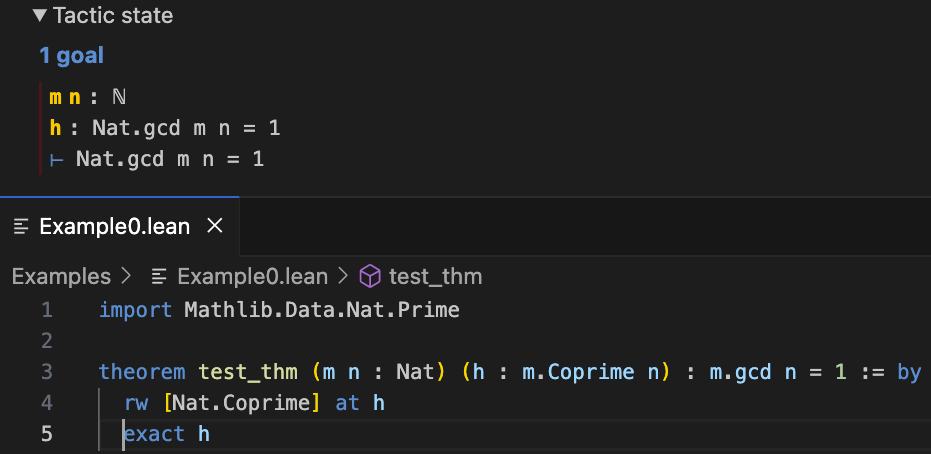 ▼ Tactic state
1 goal
m n : ℕ
h : Nat.gcd m n = 1
⊢ Nat.gcd m n = 1
Example0.lean ×
Examples > Example0.lean > test_thm
1 import Mathlib.Data.Nat.Prime
2
3 theorem test_thm (m n : Nat) (h : m.Coprime n) : m.gcd n = 1 := by
4 rw [Nat.Coprime] at h
5 exact h